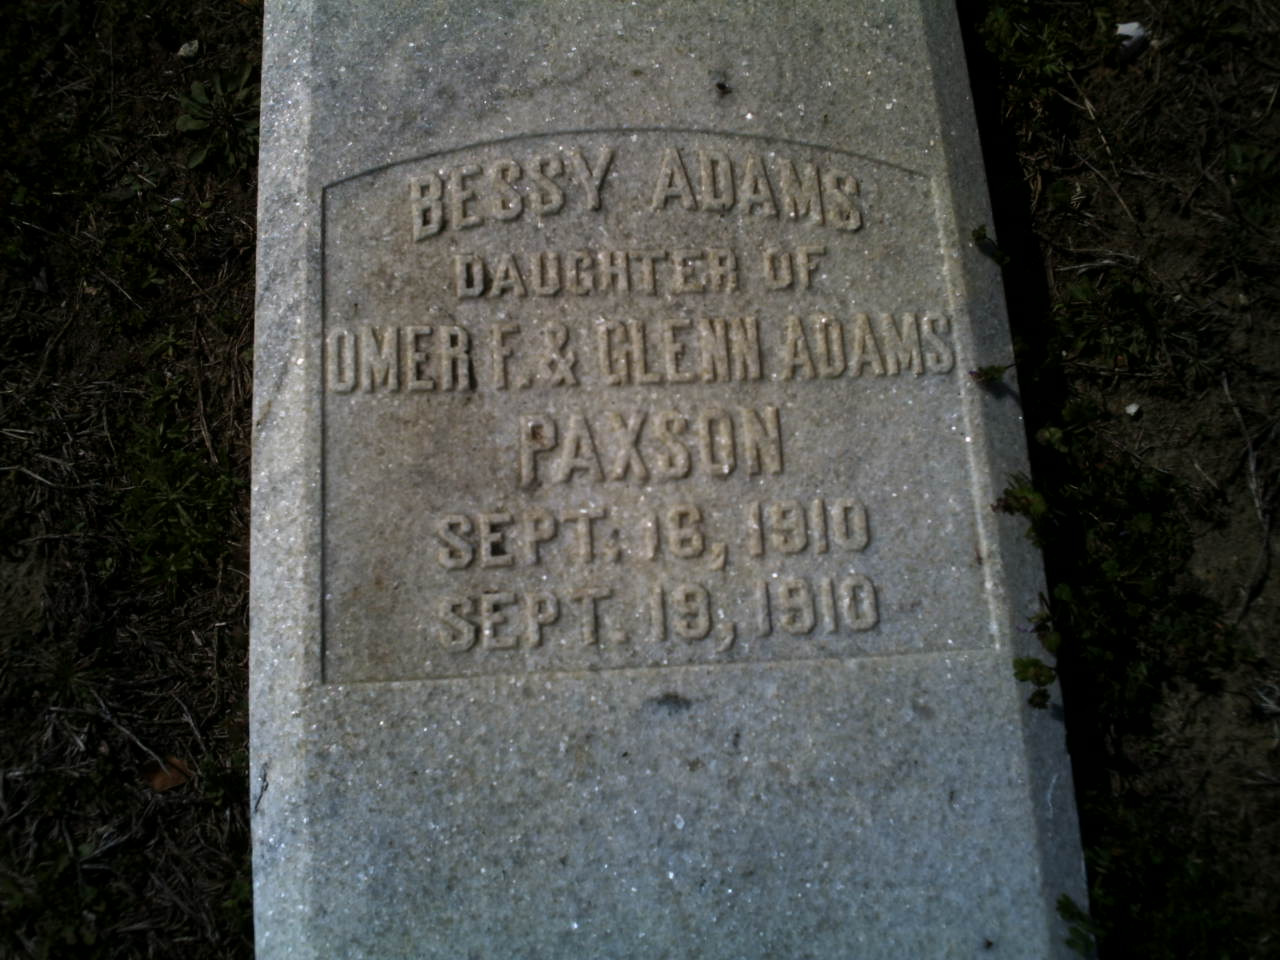 BESSY ADAMS
DAUGHTER OF
OMER F. & GLENN ADAMS
PAXSON
SEPT. 16, 1910
SEPT. 19, 1910